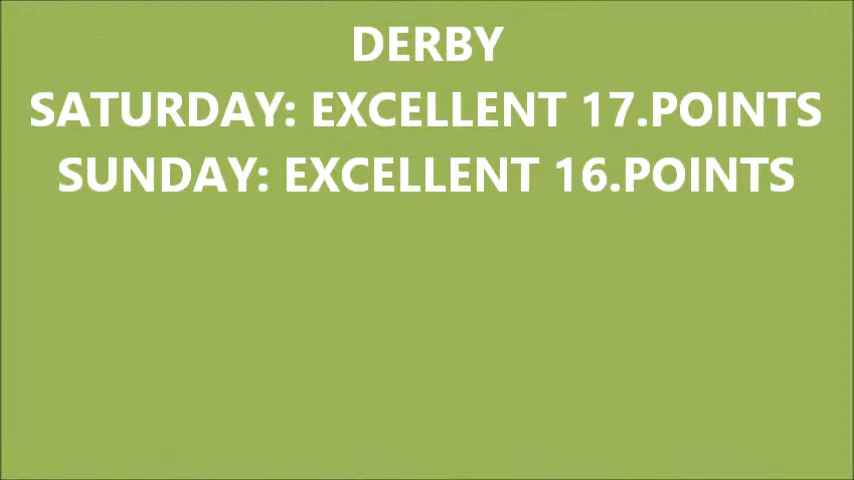 DERBY
SATURDAY: EXCELLENT 17.POINTS
SUNDAY: EXCELLENT 16.POINTS